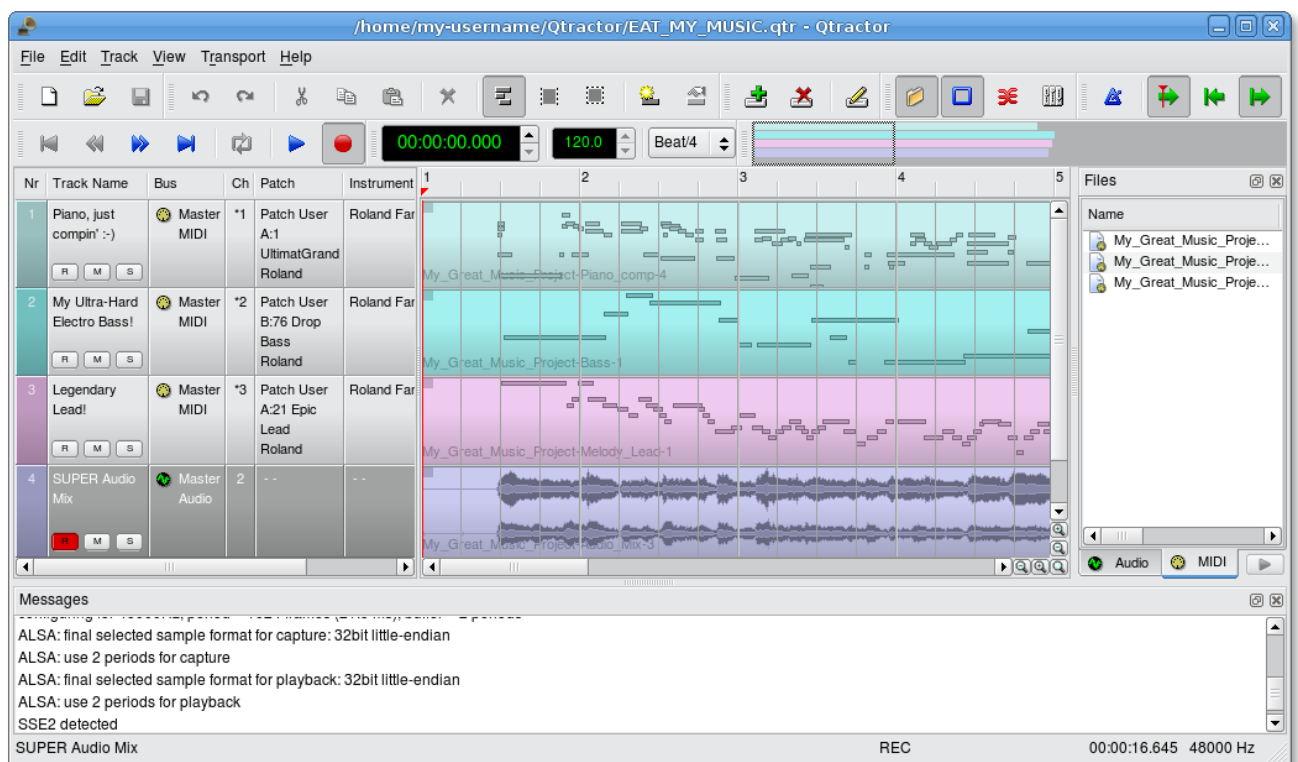 /home/my-username/Qtractor/EAT_MY_MUSIC.qtr - Qtractor
File Edit Track View Transport Help
00:00:00.000 120.0 Beat/4
Nr Track Name Bus Ch Patch Instrument 1 2 3 4 5 Files
Name
1 Piano, just compin' :-) Master MIDI *1 Patch User A:1 UltimatGrand Roland Roland Far
R M S
My_Great_Music_Project-Piano_comp-4
2 My Ultra-Hard Electro Bass! Master MIDI *2 Patch User B:76 Drop Bass Roland Roland Far
R M S
My_Great_Music_Project-Bass-1
3 Legendary Lead! Master MIDI *3 Patch User A:21 Epic Lead Roland Roland Far
R M S
My_Great_Music_Project-Melody_Lead-1
4 SUPER Audio Mix Master Audio 2 - - - -
R M S
My_Great_Music_Project-Audio_Mix-3
My_Great_Music_Proje...
My_Great_Music_Proje...
My_Great_Music_Proje...
Audio MIDI
Messages
ALSA: final selected sample format for capture: 32bit little-endian
ALSA: use 2 periods for capture
ALSA: final selected sample format for playback: 32bit little-endian
ALSA: use 2 periods for playback
SSE2 detected
SUPER Audio Mix REC 00:00:16.645 48000 Hz